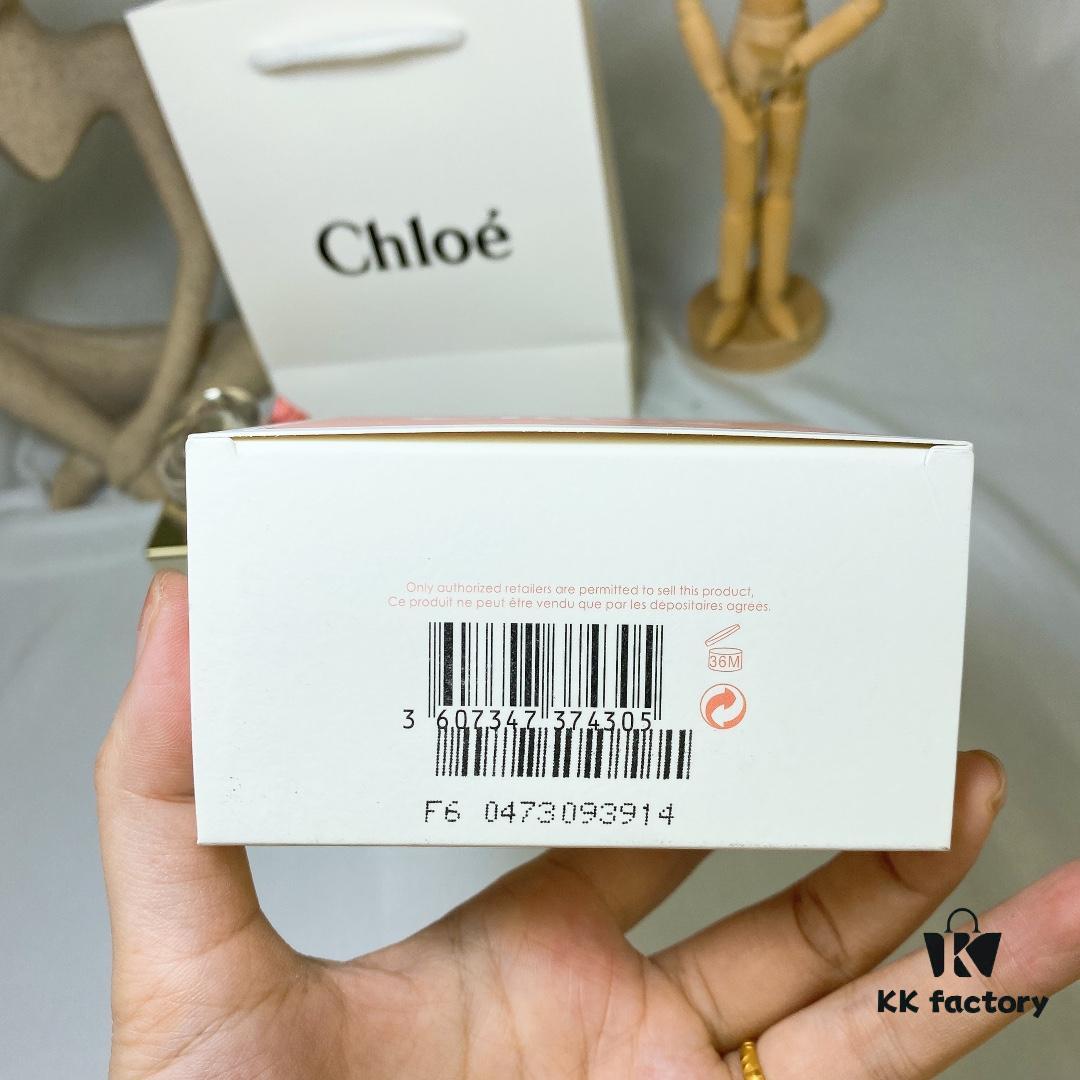 Chloé
Only authorized retailers are permitted to sell this product,
Ce produit ne peut être vendu que par les dépositaires agréés.
36M
3 607347 374305
F6 0473093914
KK factory